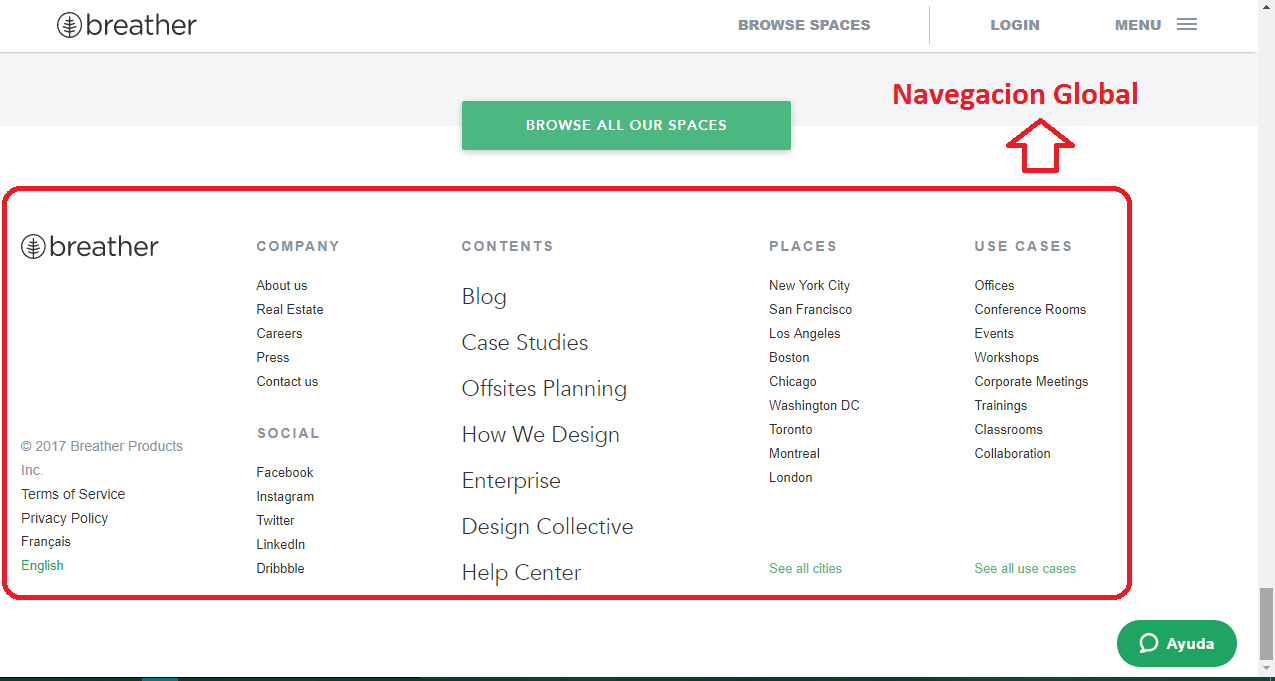 breather
BROWSE SPACES
LOGIN
MENU
Navegacion Global
BROWSE ALL OUR SPACES
breather
© 2017 Breather Products
Inc.
Terms of Service
Privacy Policy
Français
English
COMPANY
About us
Real Estate
Careers
Press
Contact us
SOCIAL
Facebook
Instagram
Twitter
LinkedIn
Dribbble
CONTENTS
Blog
Case Studies
Offsites Planning
How We Design
Enterprise
Design Collective
Help Center
PLACES
New York City
San Francisco
Los Angeles
Boston
Chicago
Washington DC
Toronto
Montreal
London
See all cities
USE CASES
Offices
Conference Rooms
Events
Workshops
Corporate Meetings
Trainings
Classrooms
Collaboration
See all use cases
Ayuda